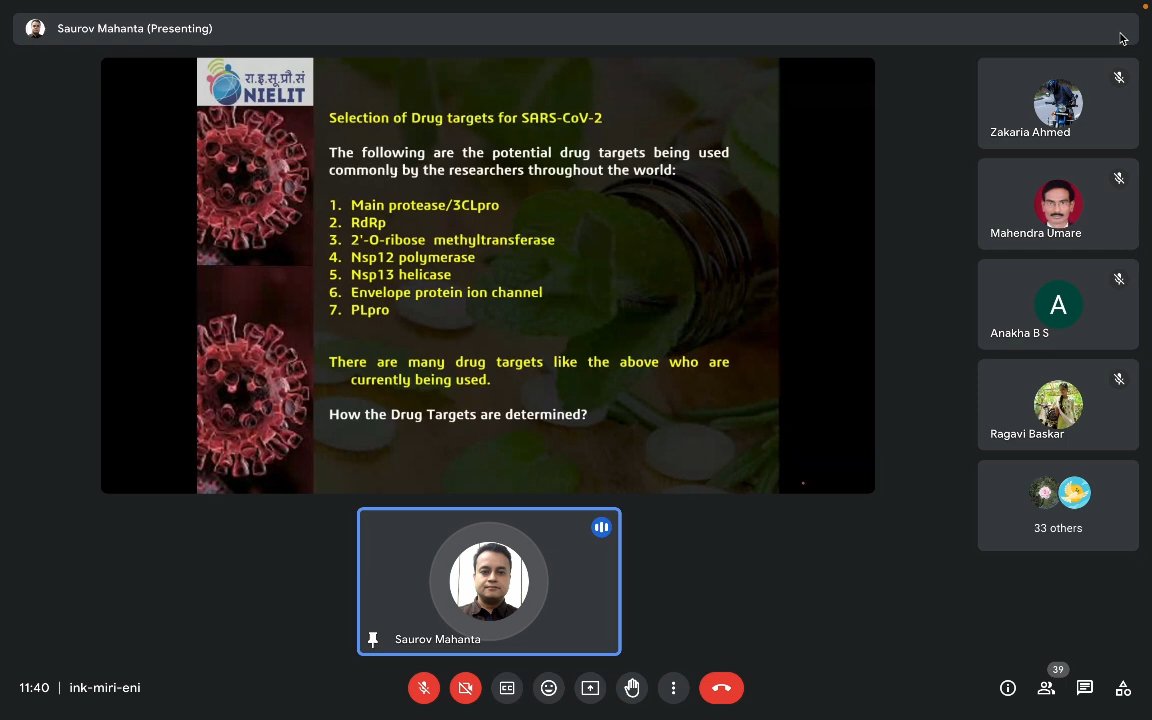 Saurov Mahanta (Presenting)
रा.इ.सू.प्रौ.सं
NIELIT
Selection of Drug targets for SARS-CoV-2
The following are the potential drug targets being used
commonly by the researchers throughout the world:
1. Main protease/3CLpro
2. RdRp
3. 2'-O-ribose methyltransferase
4. Nsp12 polymerase
5. Nsp13 helicase
6. Envelope protein ion channel
7. PLpro
There are many drug targets like the above who are
currently being used.
How the Drug Targets are determined?
Zakaria Ahmed
Mahendra Umare
A
Anakha B S
Ragavi Baskar
33 others
Saurov Mahanta
11:40 | ink-miri-eni
CC
39